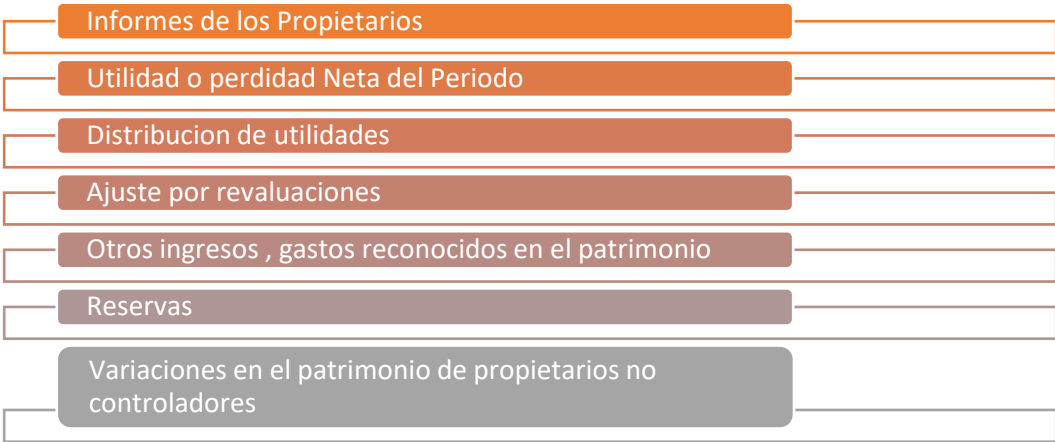 Informes de los Propietarios
Utilidad o perdidad Neta del Periodo
Distribucion de utilidades
Ajuste por revaluaciones
Otros ingresos , gastos reconocidos en el patrimonio
Reservas
Variaciones en el patrimonio de propietarios no
controladores